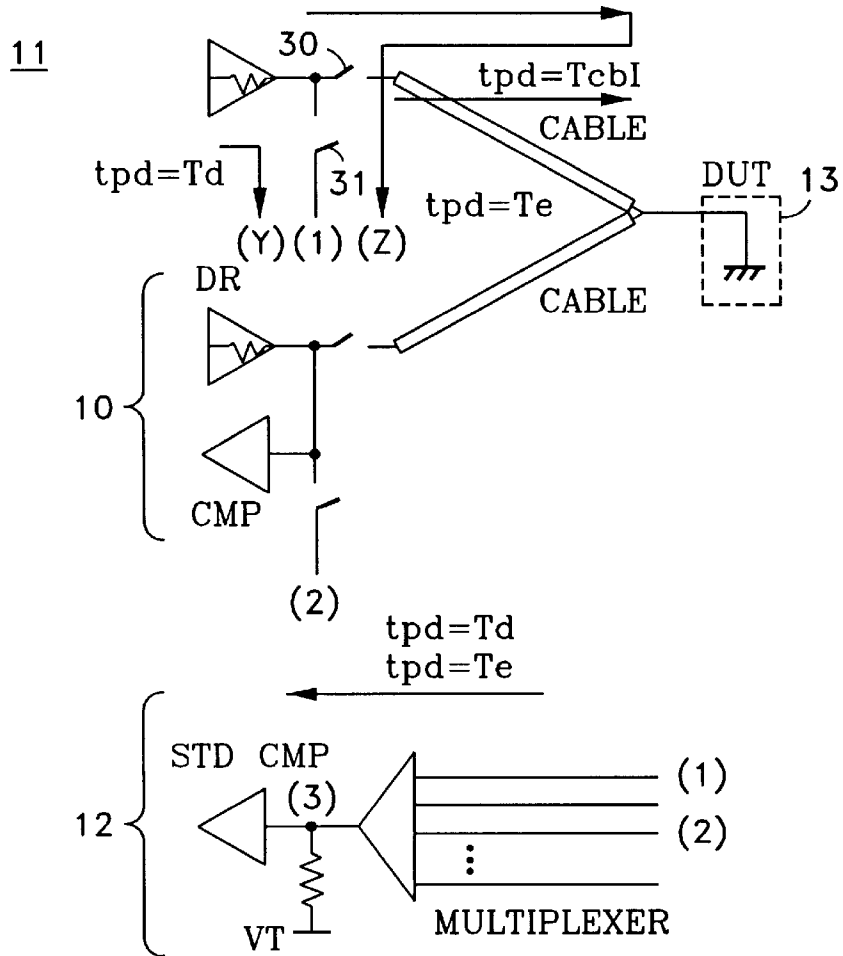 11
30
tpd=Tcbl
CABLE
tpd=Td
31
DUT
13
tpd=Te
(Y) (1) (Z)
DR
CABLE
10
CMP
(2)
tpd=Td
tpd=Te
STD CMP
(3)
(1)
12
(2)
VT
MULTIPLEXER